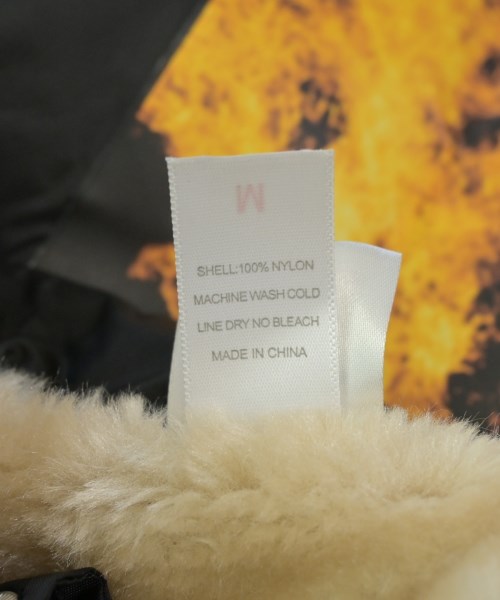 M
SHELL:100% NYLON
MACHINE WASH COLD
LINE DRY NO BLEACH
MADE IN CHINA